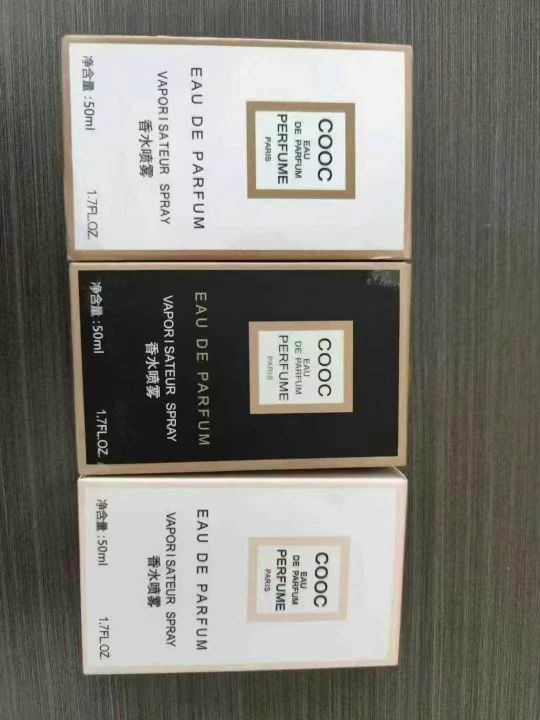 COOC
EAU
DE PARFUM
PERFUME
PARIS
EAU DE PARFUM
VAPORISATEUR SPRAY
香水喷雾
净含量:50ml
1.7FL.OZ.
COOC
EAU
DE PARFUM
PERFUME
PARIS
EAU DE PARFUM
VAPORISATEUR SPRAY
香水喷雾
净含量:50ml
1.7FL.OZ.
COOC
EAU
DE PARFUM
PERFUME
PARIS
EAU DE PARFUM
VAPORISATEUR SPRAY
香水喷雾
净含量:50ml
1.7FL.OZ.